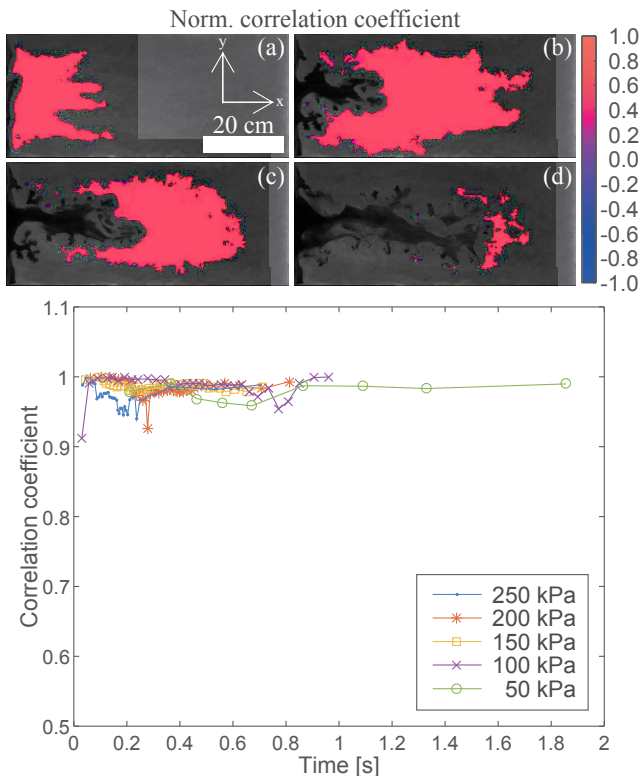 Norm. correlation coefficient
(a)
y
x
20 cm
(b)
(c)
(d)
1.0
0.8
0.6
0.4
0.2
0.0
-0.2
-0.4
-0.6
-0.8
-1.0
1.1
1
0.9
0.8
0.7
0.6
0.5
Correlation coefficient
0 0.2 0.4 0.6 0.8 1 1.2 1.4 1.6 1.8 2
Time [s]
250 kPa
200 kPa
150 kPa
100 kPa
50 kPa